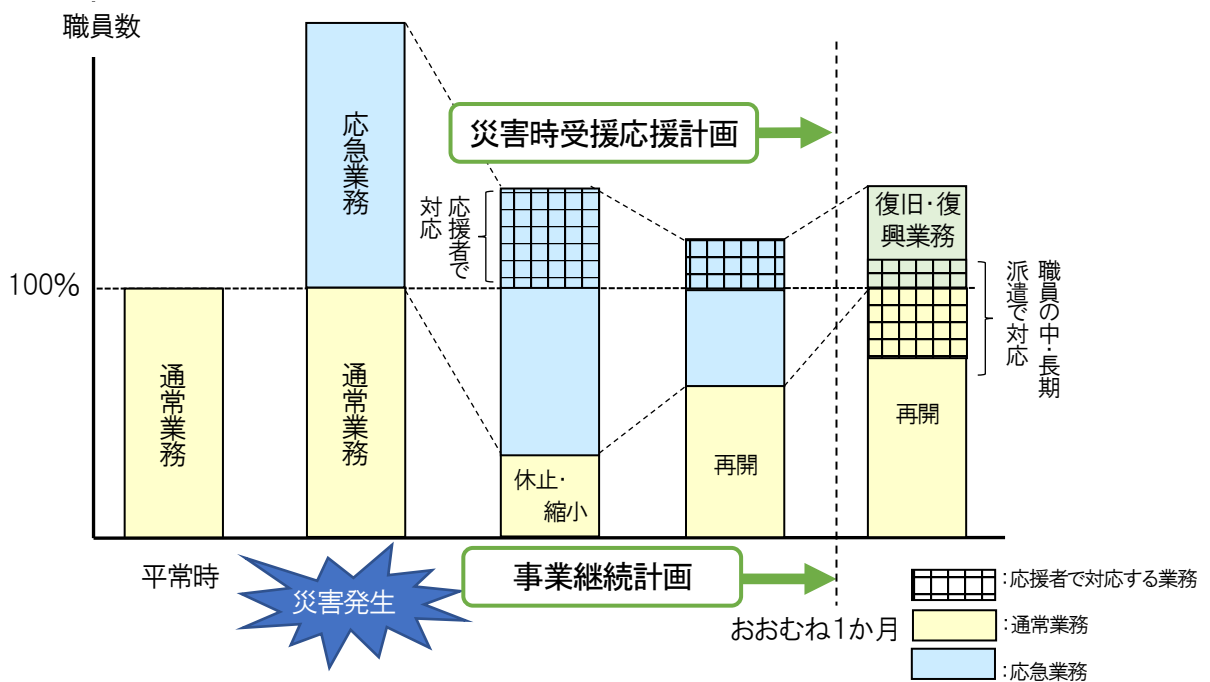 職員数
応急業務
災害時受援応援計画
応援者で
対応
復旧･復
興業務
100%
職員の中･長期
派遣で対応
通常業務
通常業務
休止･
縮小
再開
再開
平常時
災害発生
事業継続計画
おおむね1か月
:応援者で対応する業務
:通常業務
:応急業務